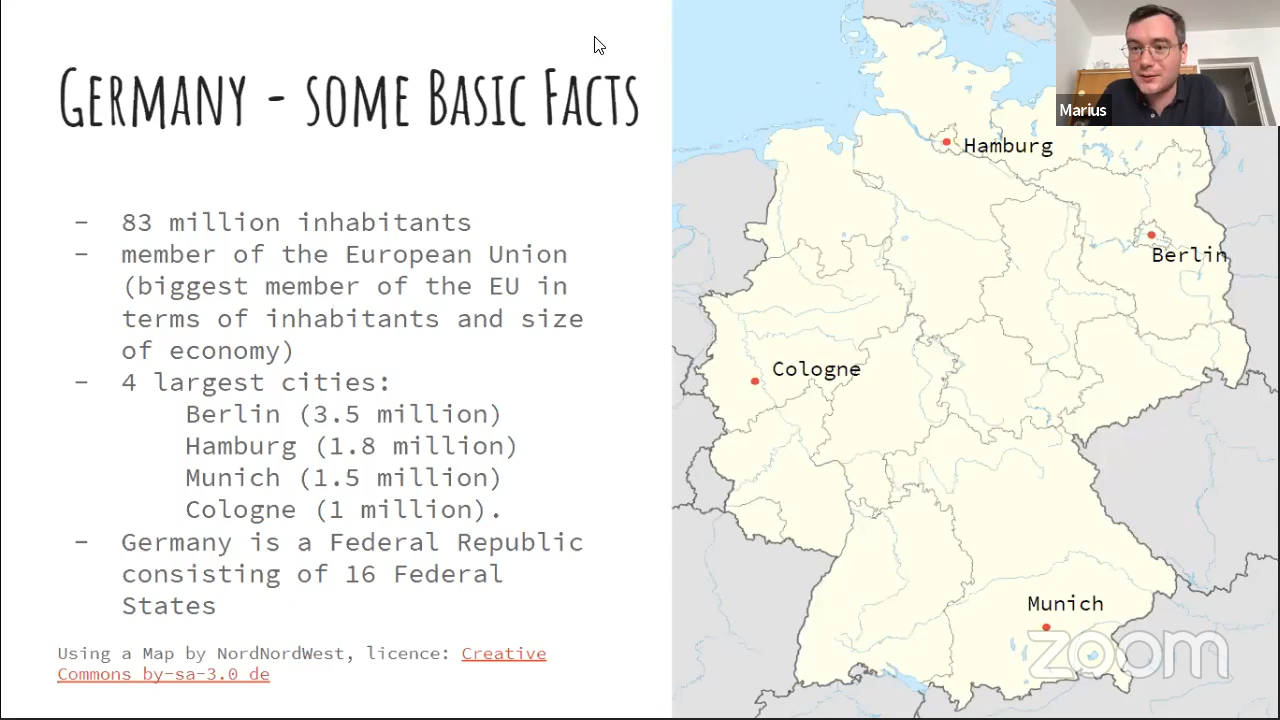 GERMANY - SOME BASIC FACTS
- 83 million inhabitants
- member of the European Union
(biggest member of the EU in
terms of inhabitants and size
of economy)
- 4 largest cities:
Berlin (3.5 million)
Hamburg (1.8 million)
Munich (1.5 million)
Cologne (1 million).
- Germany is a Federal Republic
consisting of 16 Federal
States
Using a Map by NordNordWest, licence: Creative
Commons by-sa-3.0 de
Marius
Hamburg
Berlin
Cologne
Munich
zoom